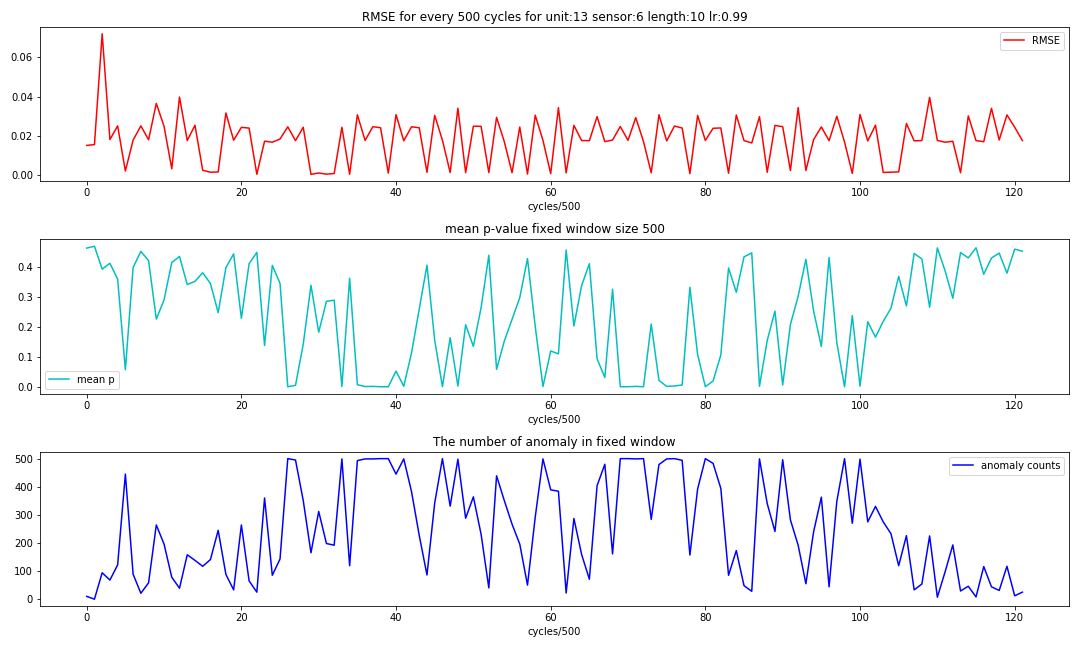 RMSE for every 500 cycles for unit:13 sensor:6 length:10 lr:0.99
RMSE
0.06
0.04
0.02
0.00
0 20 40 60 80 100 120
cycles/500
mean p-value fixed window size 500
0.4
0.3
0.2
0.1
0.0
mean p
0 20 40 60 80 100 120
cycles/500
The number of anomaly in fixed window
anomaly counts
500
400
300
200
100
0
0 20 40 60 80 100 120
cycles/500